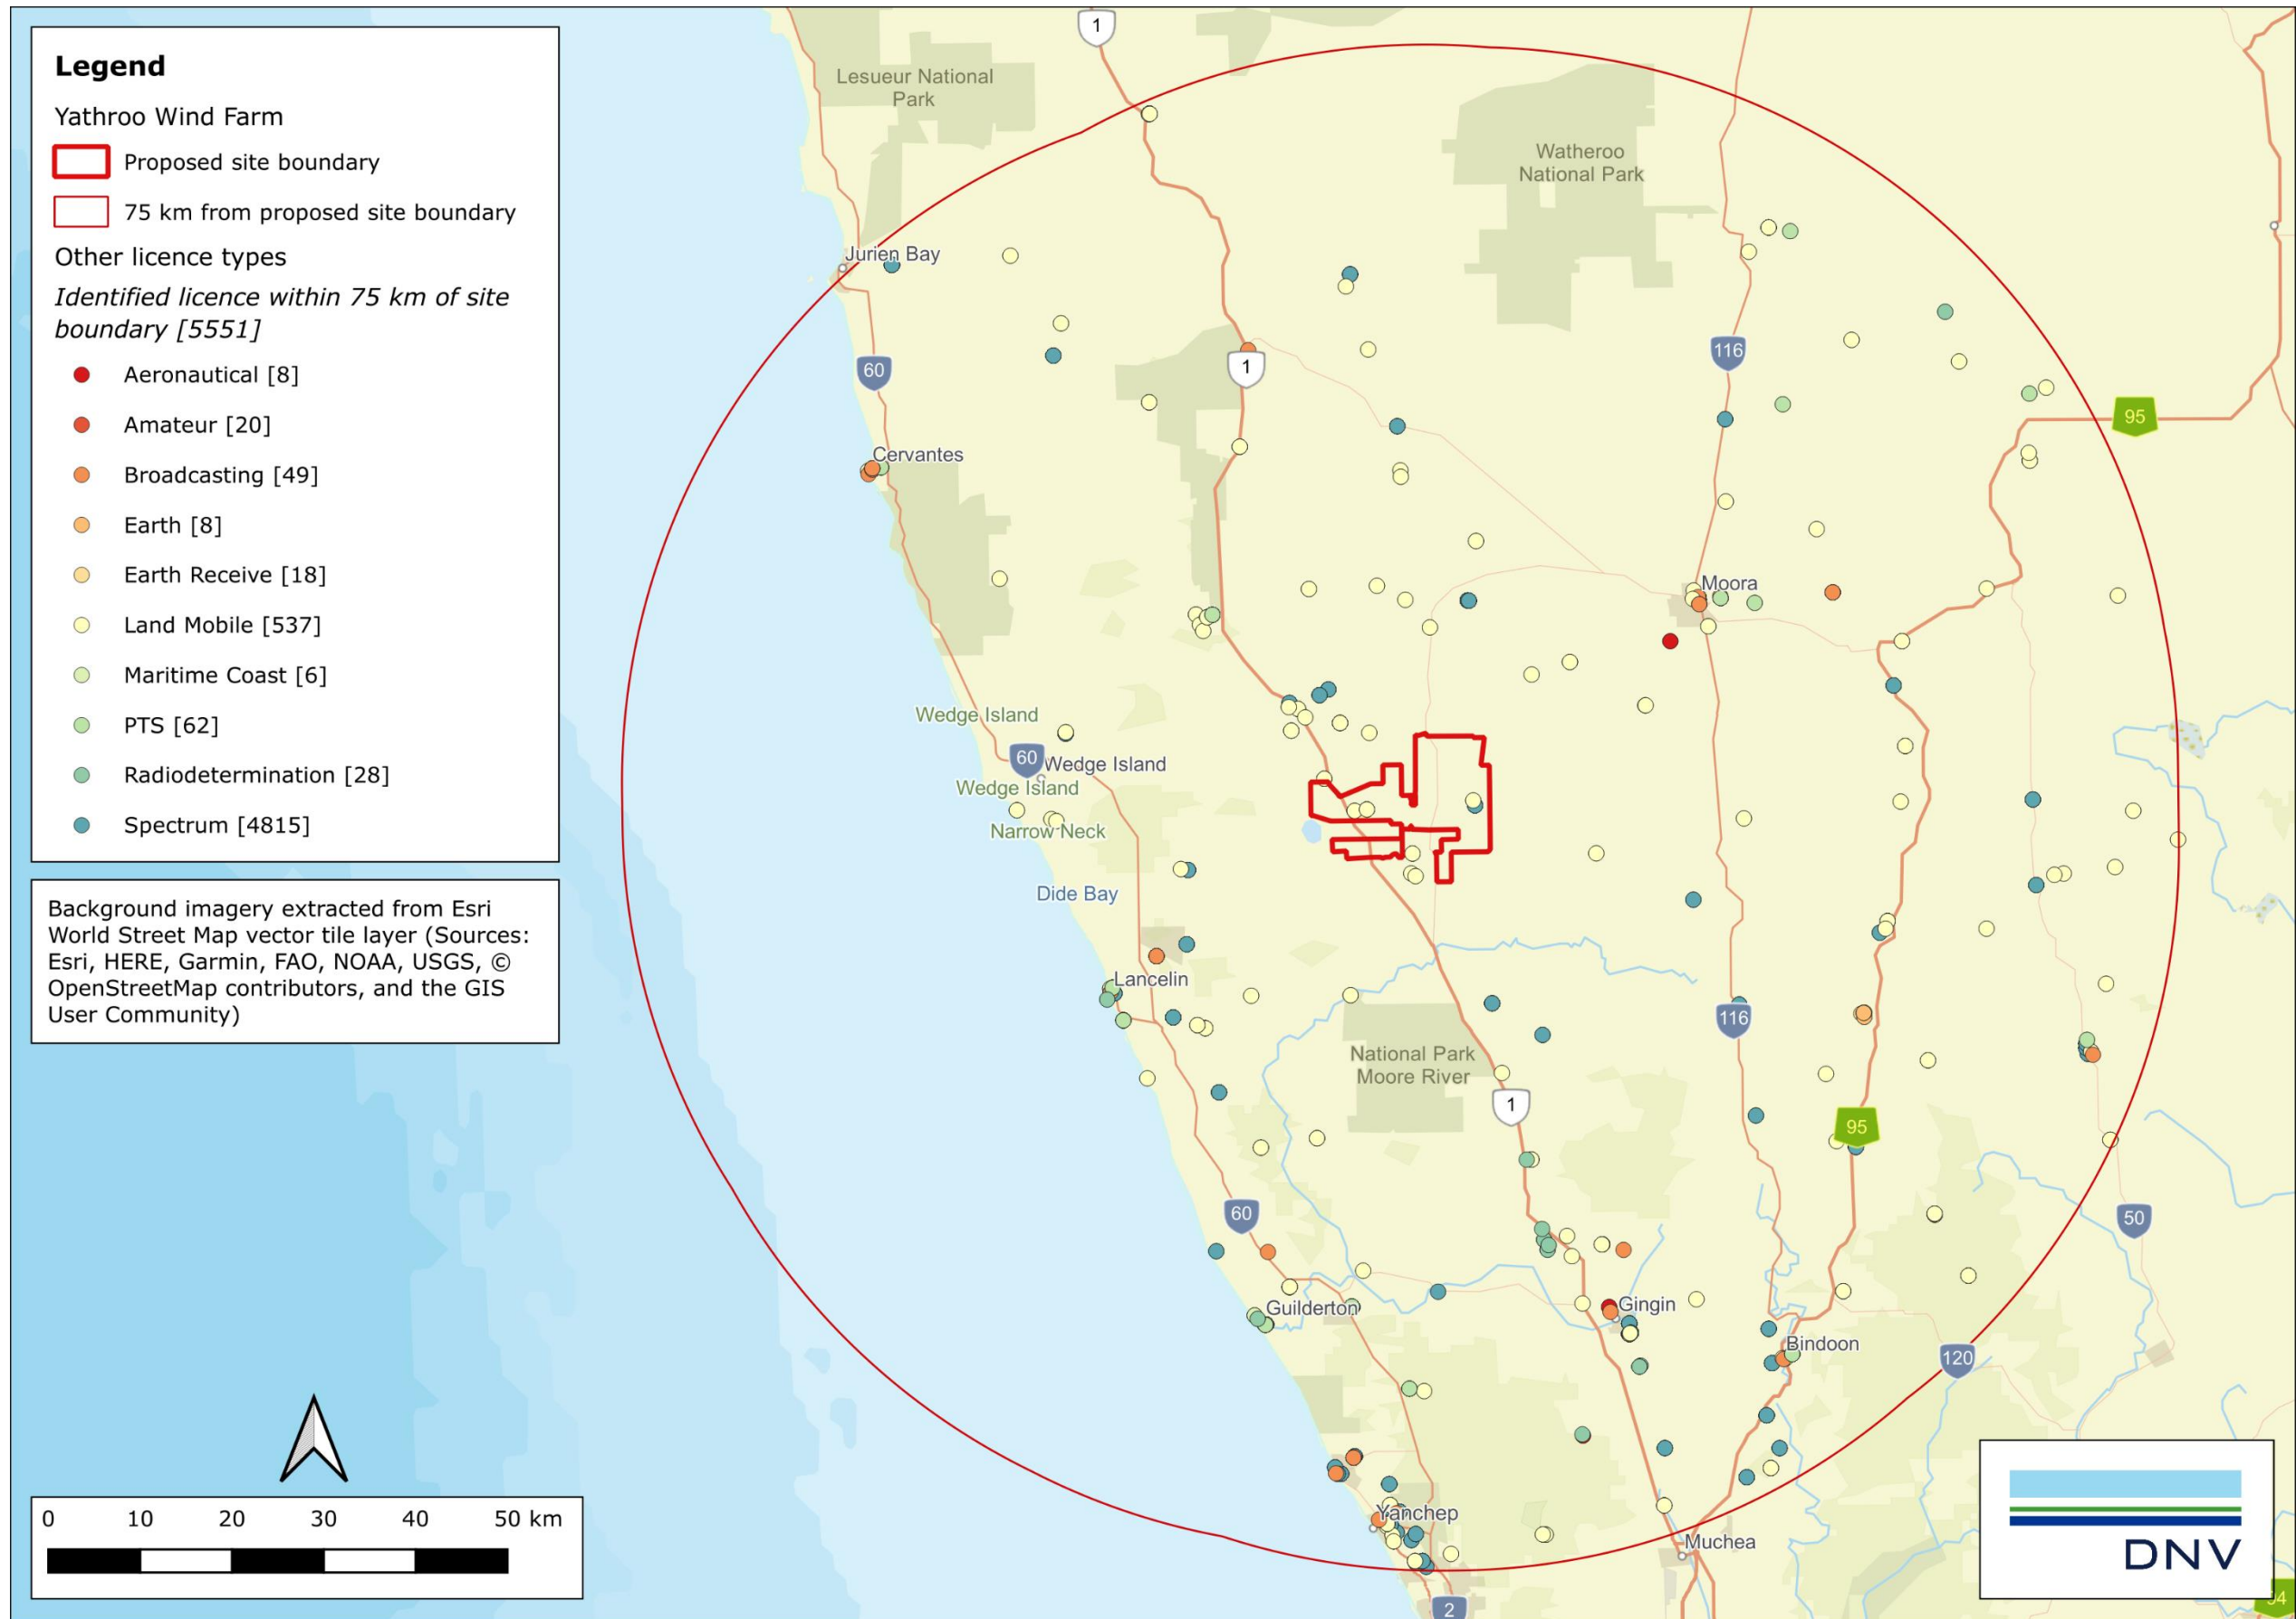 Legend
Yathroo Wind Farm
Proposed site boundary
75 km from proposed site boundary
Other licence types
Identified licence within 75 km of site
boundary [5551]
Aeronautical [8]
Amateur [20]
Broadcasting [49]
Earth [8]
Earth Receive [18]
Land Mobile [537]
Maritime Coast [6]
PTS [62]
Radiodetermination [28]
Spectrum [4815]
Background imagery extracted from Esri
World Street Map vector tile layer (Sources:
Esri, HERE, Garmin, FAO, NOAA, USGS, ©
OpenStreetMap contributors, and the GIS
User Community)
0 10 20 30 40 50 km
1
Lesueur National
Park
Watheroo
National Park
Jurien Bay
60
1
116
95
Cervantes
Moora
Wedge Island
60
Wedge Island
Wedge Island
Narrow Neck
Dide Bay
Lancelin
116
National Park
Moore River
1
95
60
50
Guilderton
Gingin
Bindoon
120
Yanchep
Muchea
2
DNV